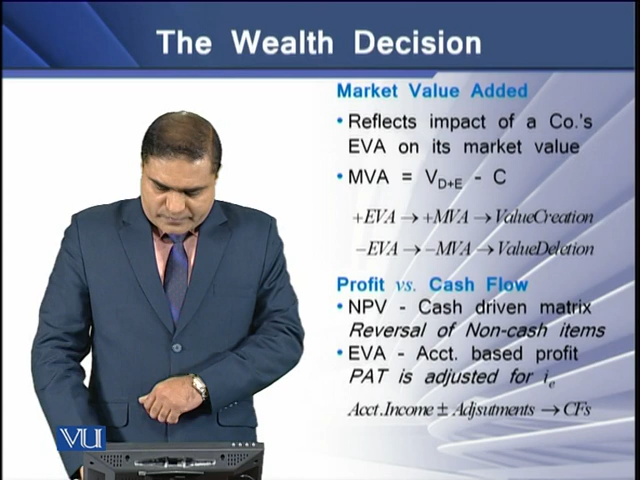 The Wealth Decision
Market Value Added
• Reflects impact of a Co.'s
EVA on its market value
• MVA = V_{D+E} - C
+EVA → +MVA → ValueCreation
−EVA → −MVA → ValueDeletion
Profit vs. Cash Flow
• NPV - Cash driven matrix
Reversal of Non-cash items
• EVA - Acct. based profit
PAT is adjusted for i_e
Acct.Income ± Adjsutments → CFs
VU